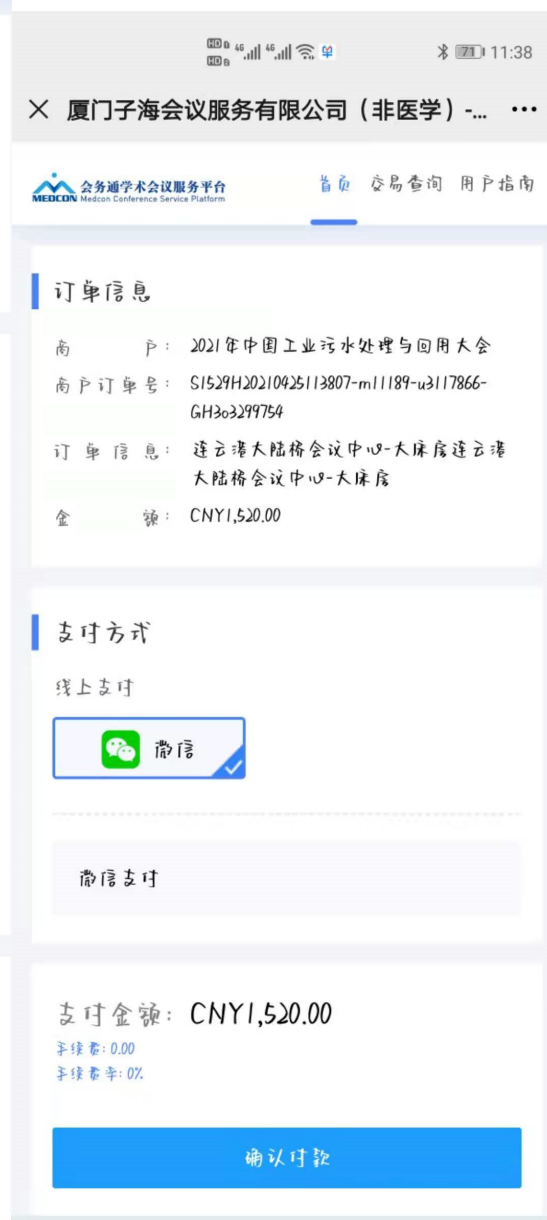 HD B 4G 4G 71 11:38
HD B
厦门子海会议服务有限公司（非医学）-...
会务通学术会议服务平台 首页 交易查询 用户指南
MEDCON Medcon Conference Service Platform
订单信息
商户： 2021年中国工业污水处理与回用大会
商户订单号： S1529H20210425113807-m11189-u3117866-
GH3o3299754
订单信息： 连云港大陆桥会议中心-大床房连云港
大陆桥会议中心-大床房
金额： CNY1,520.00
支付方式
线上支付
微信
微信支付
支付金额： CNY1,520.00
手续费：0.00
手续费率：0%
确认付款